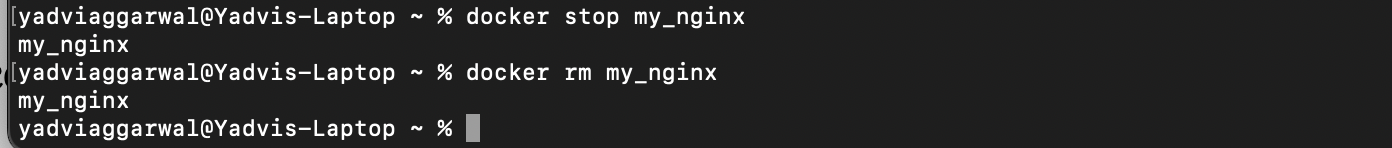 [yadviaggarwal@Yadvis-Laptop ~ % docker stop my_nginx
my_nginx
[yadviaggarwal@Yadvis-Laptop ~ % docker rm my_nginx
my_nginx
yadviaggarwal@Yadvis-Laptop ~ %